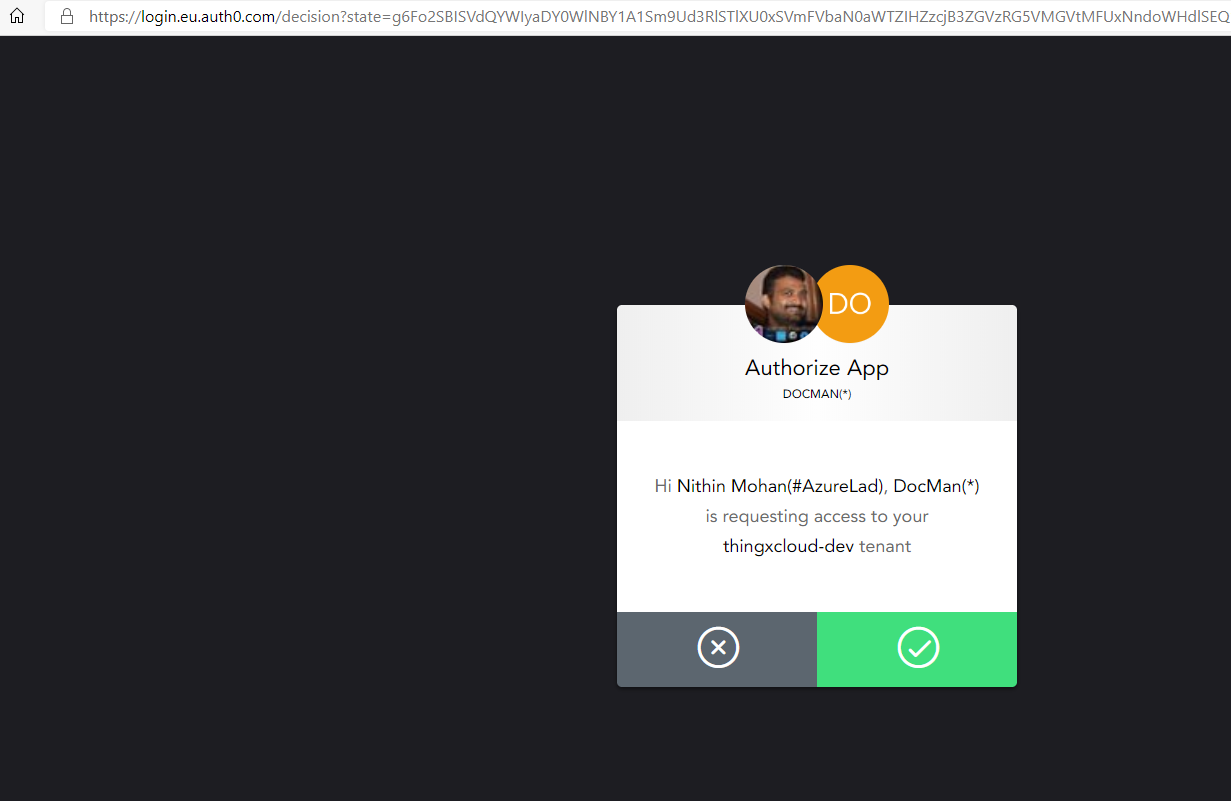 https://login.eu.auth0.com/decision?state=g6Fo2SBISVdQYWIyaDY0WlNBY1A1Sm9Ud3RlSTlXU0xSVmFVbaN0aWTZIHZzcjB3ZGVzRG5VMGVtMFUxNndoWHdlSEQ
DO
Authorize App
DOCMAN(*)
Hi Nithin Mohan(#AzureLad), DocMan(*)
is requesting access to your
thingxcloud-dev tenant